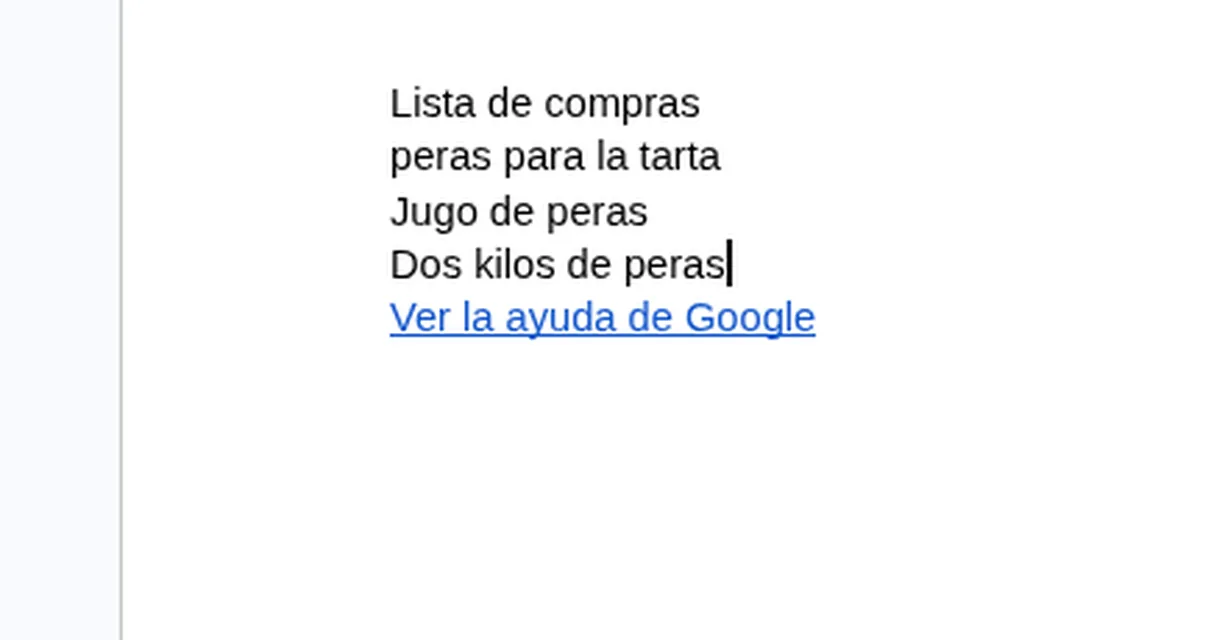 Lista de compras
peras para la tarta
Jugo de peras
Dos kilos de peras
Ver la ayuda de Google